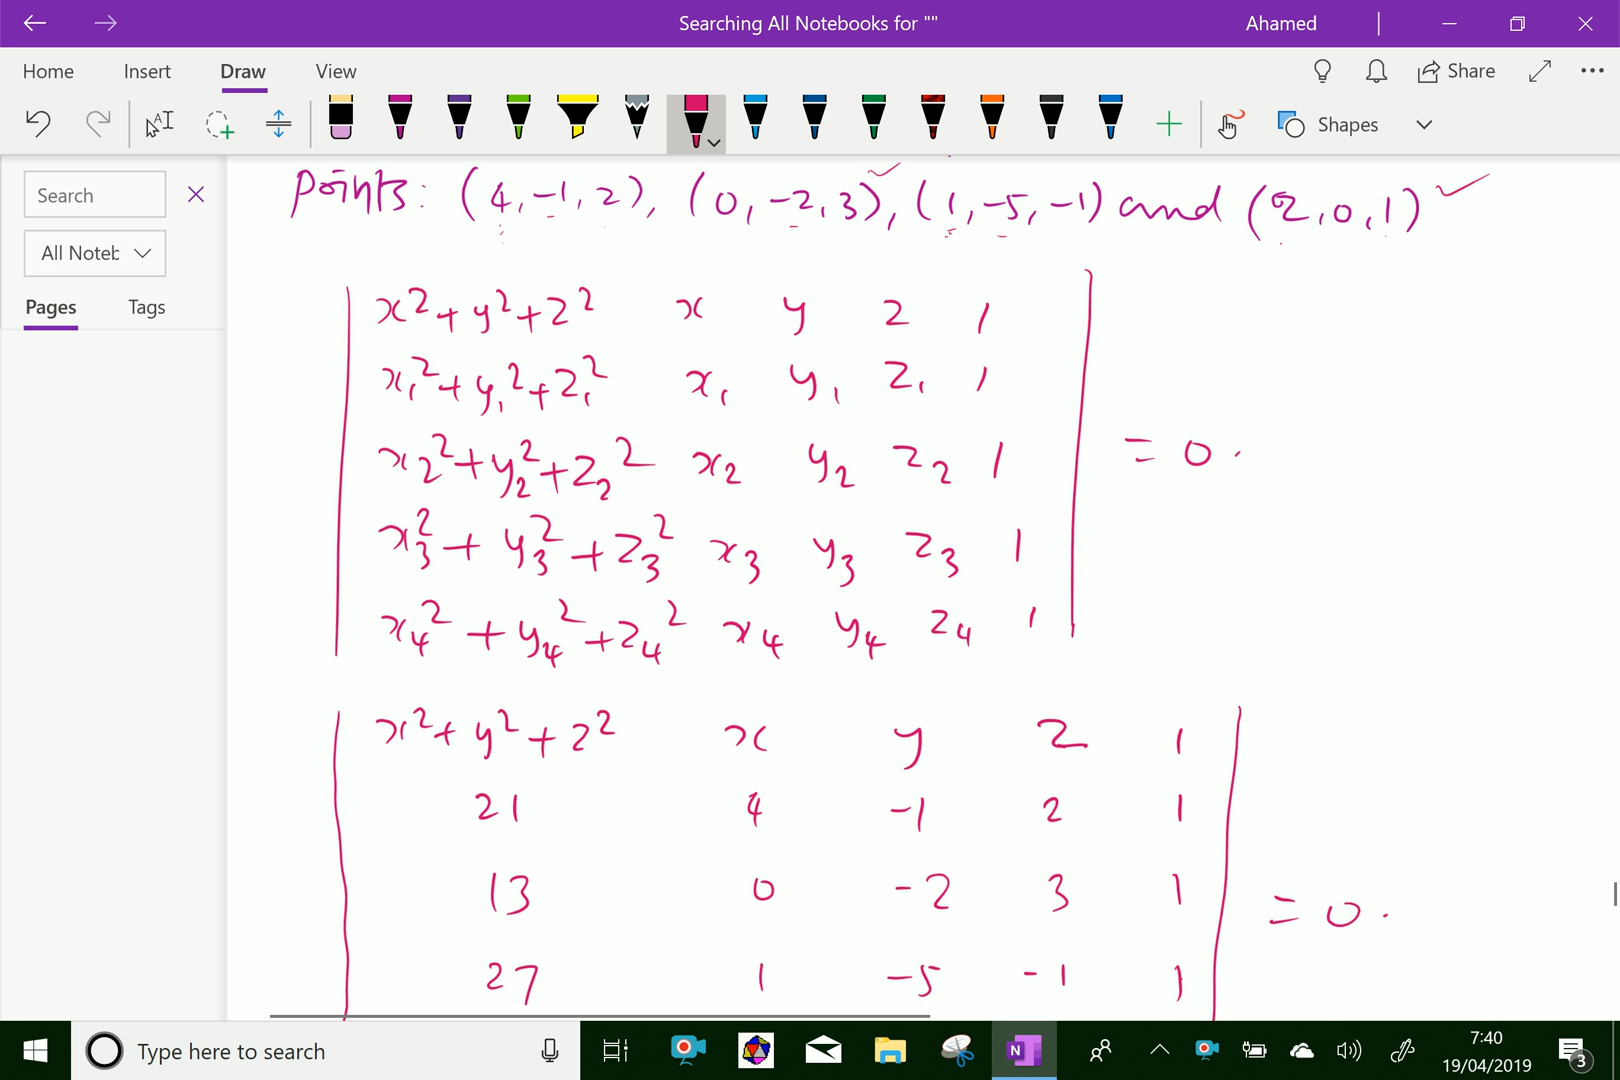 Searching All Notebooks for ""
Ahamed
Home Insert Draw View
Share
Shapes
Search
All Noteb
Pages Tags
Points: (4,-1,2), (0,-2,3), (1,-5,-1) and (2,0,1)
x²+y²+z² x y z 1
x₁²+y₁²+z₁² x₁ y₁ z₁ 1
x₂²+y₂²+z₂² x₂ y₂ z₂ 1
= 0.
x₃²+y₃²+z₃² x₃ y₃ z₃ 1
x₄²+y₄²+z₄² x₄ y₄ z₄ 1
x²+y²+z² x y z 1
21 4 -1 2 1
13 0 -2 3 1
= 0.
27 1 -5 -1 1
Type here to search
7:40
19/04/2019
3